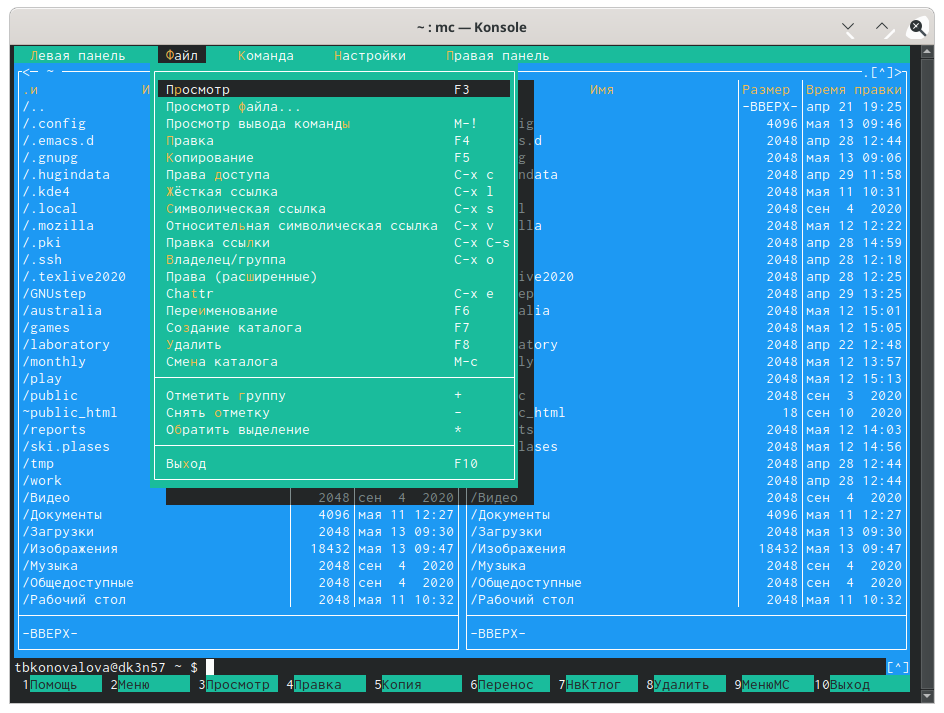 ~ : mc — Konsole
Левая панель Файл Команда Настройки Правая панель
<─ ~ .[^]>
.и И Имя Размер Время правки
Просмотр F3
/.. Просмотр файла... -ВВЕРХ- апр 21 19:25
/.config Просмотр вывода команды M-! ig 4096 мая 13 09:46
/.emacs.d Правка F4 s.d 2048 апр 28 12:44
/.gnupg Копирование F5 g 2048 мая 13 09:06
/.hugindata Права доступа C-x c ndata 2048 апр 29 11:58
/.kde4 Жёсткая ссылка C-x l 2048 мая 11 10:31
/.local Символическая ссылка C-x s l 2048 сен 4 2020
/.mozilla Относительная символическая ссылка C-x v lla 2048 мая 12 12:22
/.pki Правка ссылки C-x C-s 2048 апр 28 14:59
/.ssh Владелец/группа C-x o 2048 апр 28 12:18
/.texlive2020 Права (расширенные) ive2020 2048 апр 28 12:25
/GNUstep Chattr C-x e ep 2048 апр 29 13:25
/australia Переименование F6 alia 2048 мая 12 15:01
/games Создание каталога F7 2048 мая 12 15:05
/laboratory Удалить F8 atory 2048 апр 22 12:48
/monthly Смена каталога M-c ly 2048 мая 12 13:57
/play 2048 мая 12 15:13
/public Отметить группу + c 2048 сен 3 2020
~public_html Снять отметку - c_html 18 сен 10 2020
/reports Обратить выделение * ts 2048 мая 12 14:03
/ski.plases lases 2048 мая 12 14:56
/tmp Выход F10 2048 апр 28 12:44
/work 2048 апр 28 12:44
/Видео 2048 сен 4 2020 /Видео 2048 сен 4 2020
/Документы 4096 мая 11 12:27 /Документы 4096 мая 11 12:27
/Загрузки 2048 мая 13 09:30 /Загрузки 2048 мая 13 09:30
/Изображения 18432 мая 13 09:47 /Изображения 18432 мая 13 09:47
/Музыка 2048 сен 4 2020 /Музыка 2048 сен 4 2020
/Общедоступные 2048 сен 4 2020 /Общедоступные 2048 сен 4 2020
/Рабочий стол 2048 мая 11 10:32 /Рабочий стол 2048 мая 11 10:32
-ВВЕРХ- -ВВЕРХ-
tbkonovalova@dk3n57 ~ $ [^]
1Помощь 2Меню 3Просмотр 4Правка 5Копия 6Перенос 7НвКтлог 8Удалить 9МенюМС 10Выход